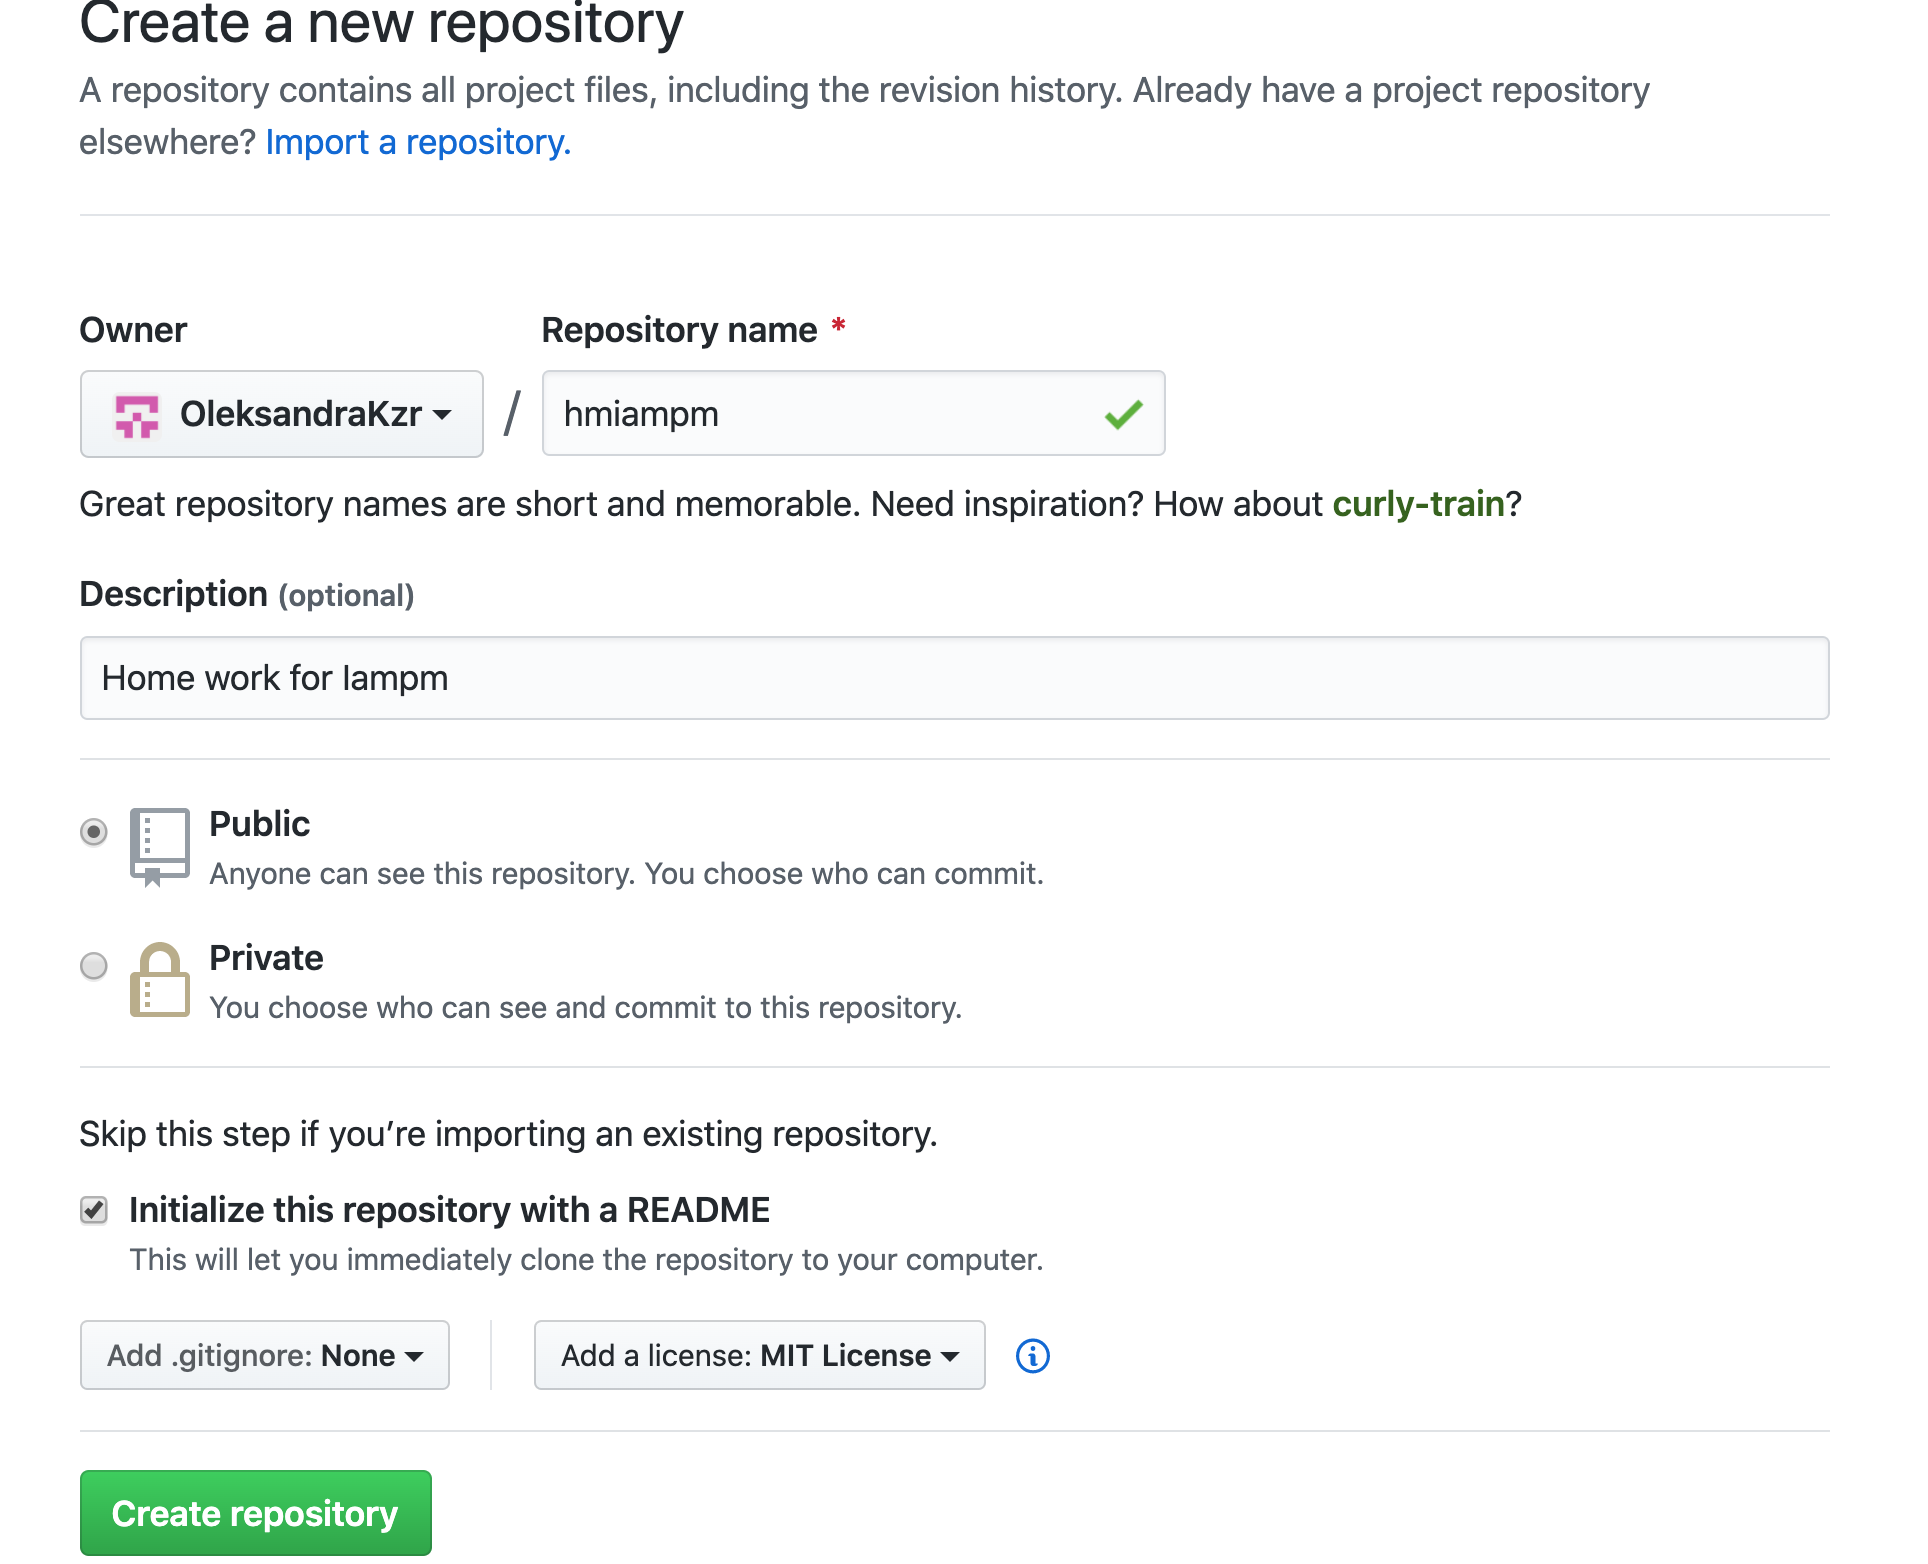 Create a new repository
A repository contains all project files, including the revision history. Already have a project repository
elsewhere? Import a repository.
Owner
Repository name *
OleksandraKzr
/
hmiampm
Great repository names are short and memorable. Need inspiration? How about curly-train?
Description (optional)
Home work for Iampm
Public
Anyone can see this repository. You choose who can commit.
Private
You choose who can see and commit to this repository.
Skip this step if you’re importing an existing repository.
Initialize this repository with a README
This will let you immediately clone the repository to your computer.
Add .gitignore: None
Add a license: MIT License
Create repository